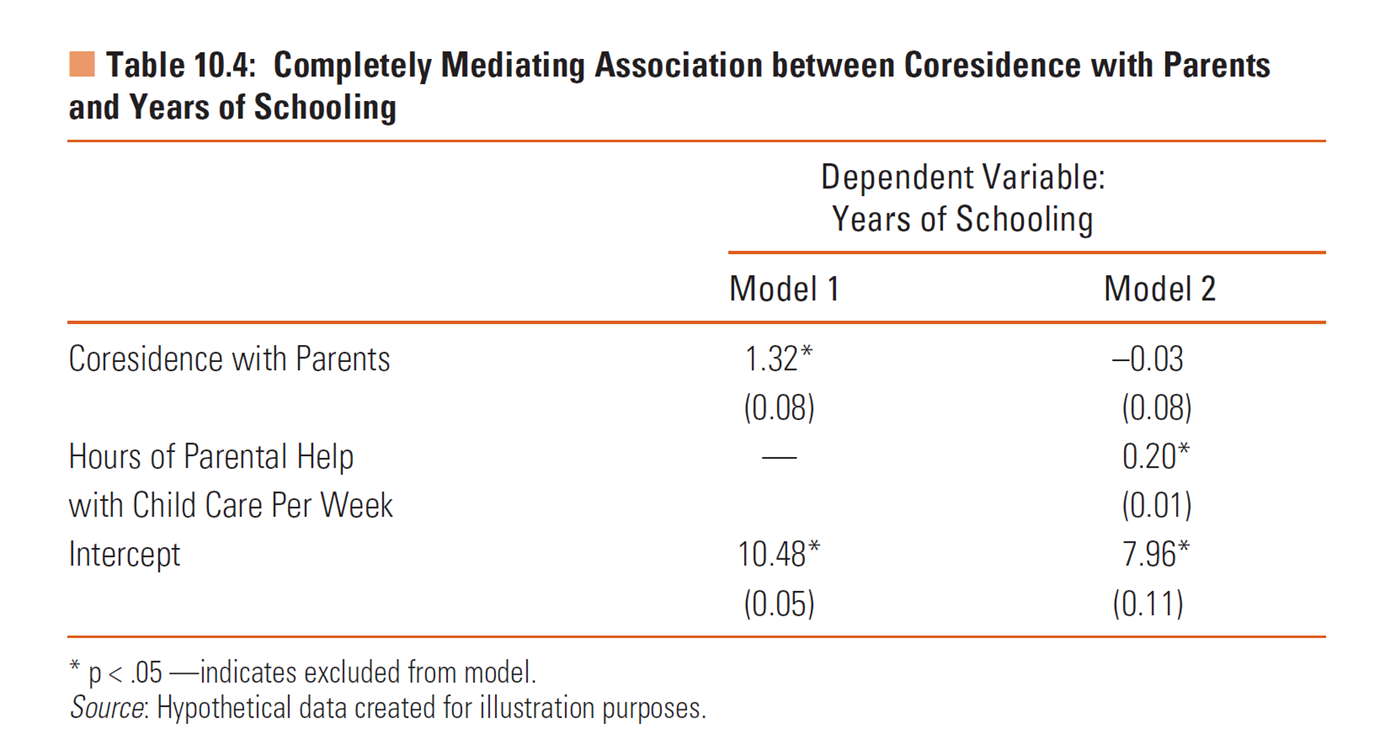 Table 10.4: Completely Mediating Association between Coresidence with Parents
and Years of Schooling
Dependent Variable:
Years of Schooling
Model 1 Model 2
Coresidence with Parents 1.32* –0.03
(0.08) (0.08)
Hours of Parental Help — 0.20*
with Child Care Per Week (0.01)
Intercept 10.48* 7.96*
(0.05) (0.11)
* p < .05 —indicates excluded from model.
Source: Hypothetical data created for illustration purposes.